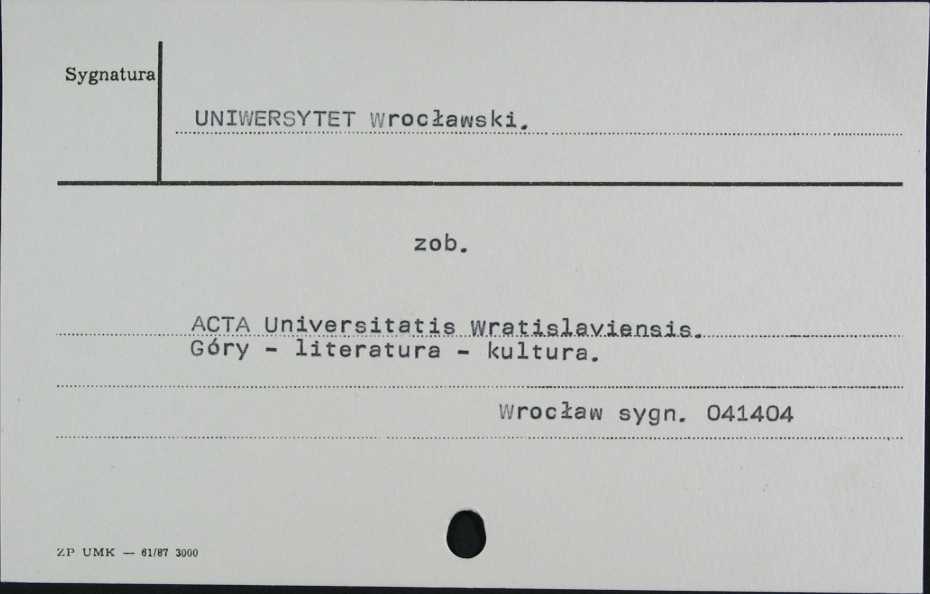 Sygnatura
UNIWERSYTET Wrocławski.
zob.
ACTA Universitatis Wratislaviensis.
Góry - literatura - kultura.
Wrocław sygn. 041404
ZP UMK — 61/87 3000